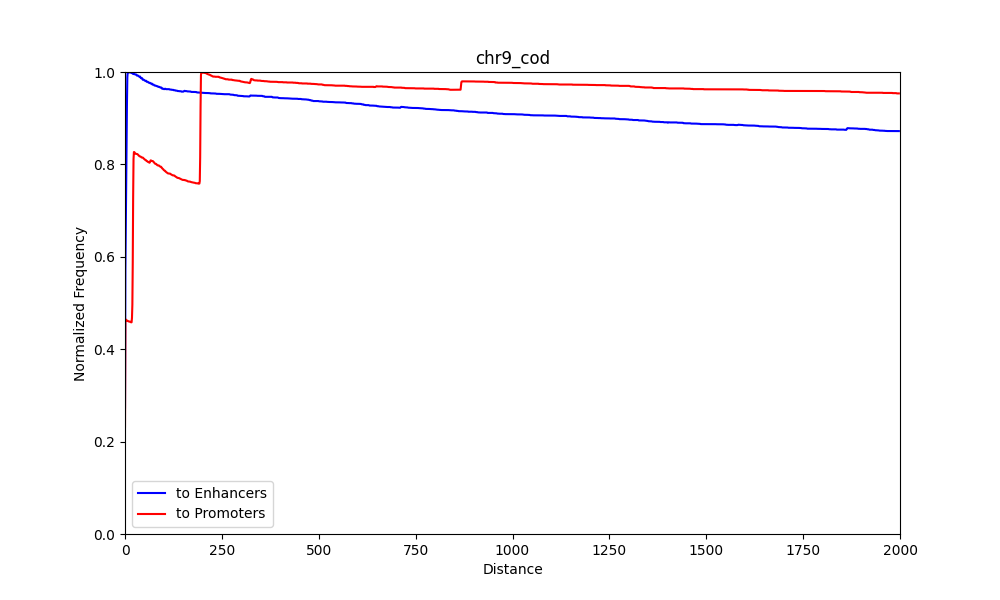 chr9_cod
1.0
0.8
0.6
0.4
0.2
0.0
Normalized Frequency
to Enhancers
to Promoters
0 250 500 750 1000 1250 1500 1750 2000
Distance